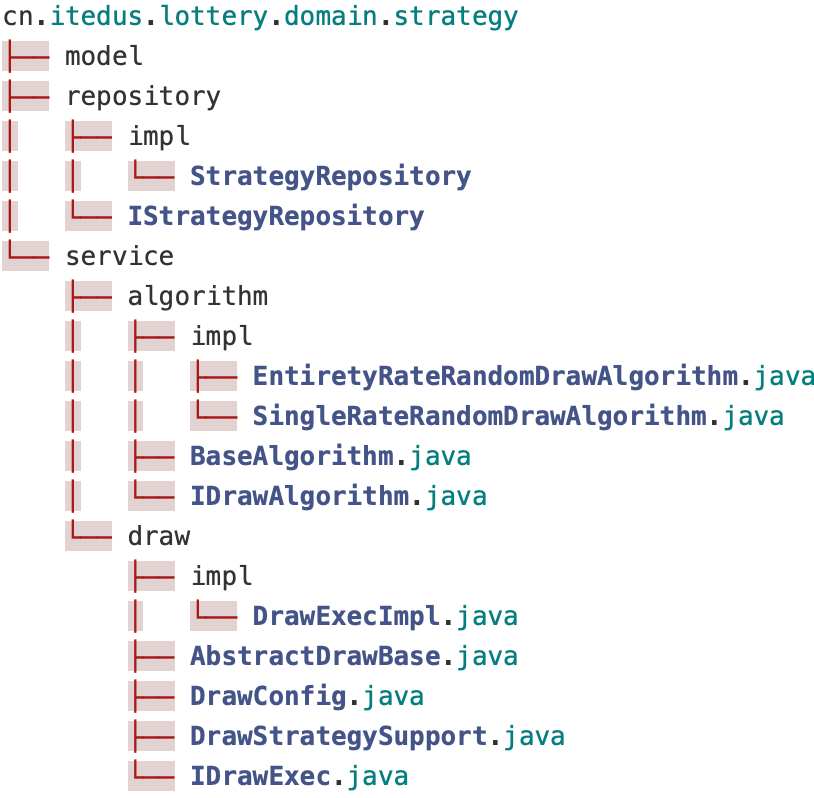 cn.itedus.lottery.domain.strategy
├── model
├── repository
│   ├── impl
│   │   └── StrategyRepository
│   └── IStrategyRepository
└── service
    ├── algorithm
    │   ├── impl
    │   │   ├── EntiretyRateRandomDrawAlgorithm.java
    │   │   └── SingleRateRandomDrawAlgorithm.java
    │   ├── BaseAlgorithm.java
    │   └── IDrawAlgorithm.java
    └── draw
        ├── impl
        │   └── DrawExecImpl.java
        ├── AbstractDrawBase.java
        ├── DrawConfig.java
        ├── DrawStrategySupport.java
        └── IDrawExec.java